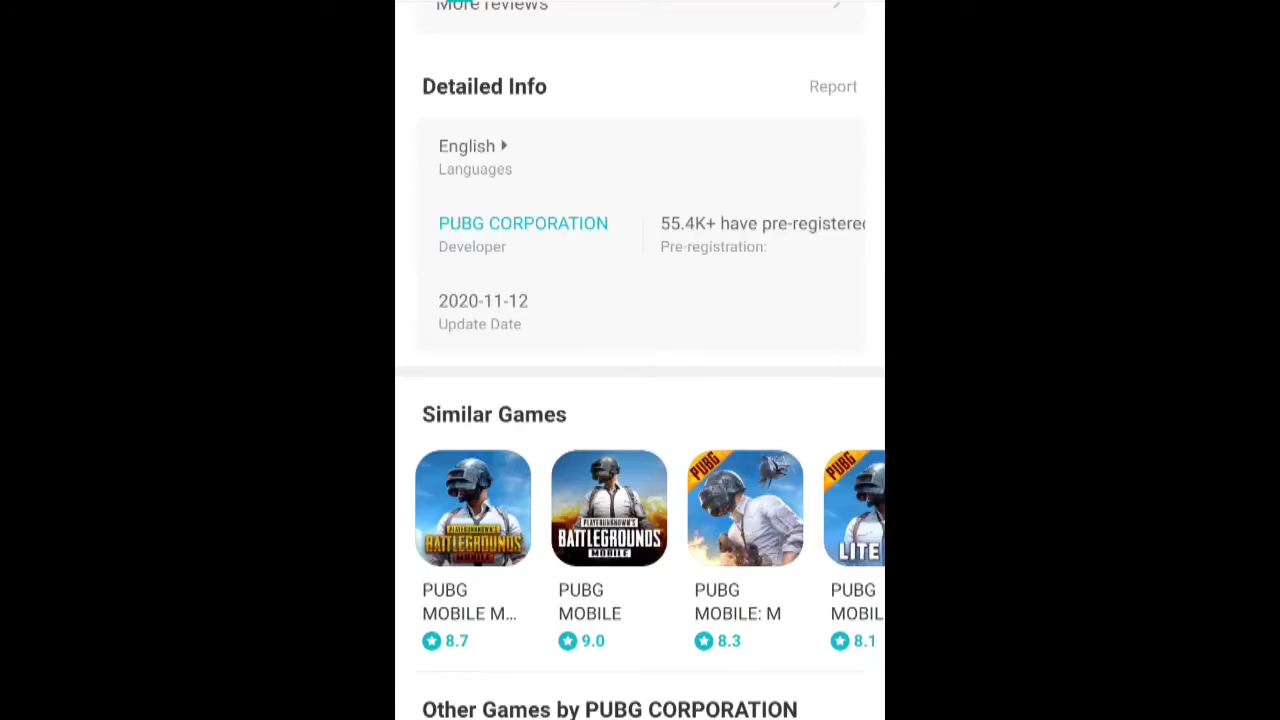 More reviews
Detailed Info
Report
English
Languages
PUBG CORPORATION
55.4K+ have pre-registered
Developer
Pre-registration:
2020-11-12
Update Date
Similar Games
PLAYERUNKNOWN'S
BATTLEGROUNDS
MOBILE
PLAYERUNKNOWN'S
BATTLEGROUNDS
MOBILE
PUBG
PUBG
LITE
PUBG
MOBILE M...
8.7
PUBG
MOBILE
9.0
PUBG
MOBILE: M
8.3
PUBG
MOBIL
8.1
Other Games by PUBG CORPORATION